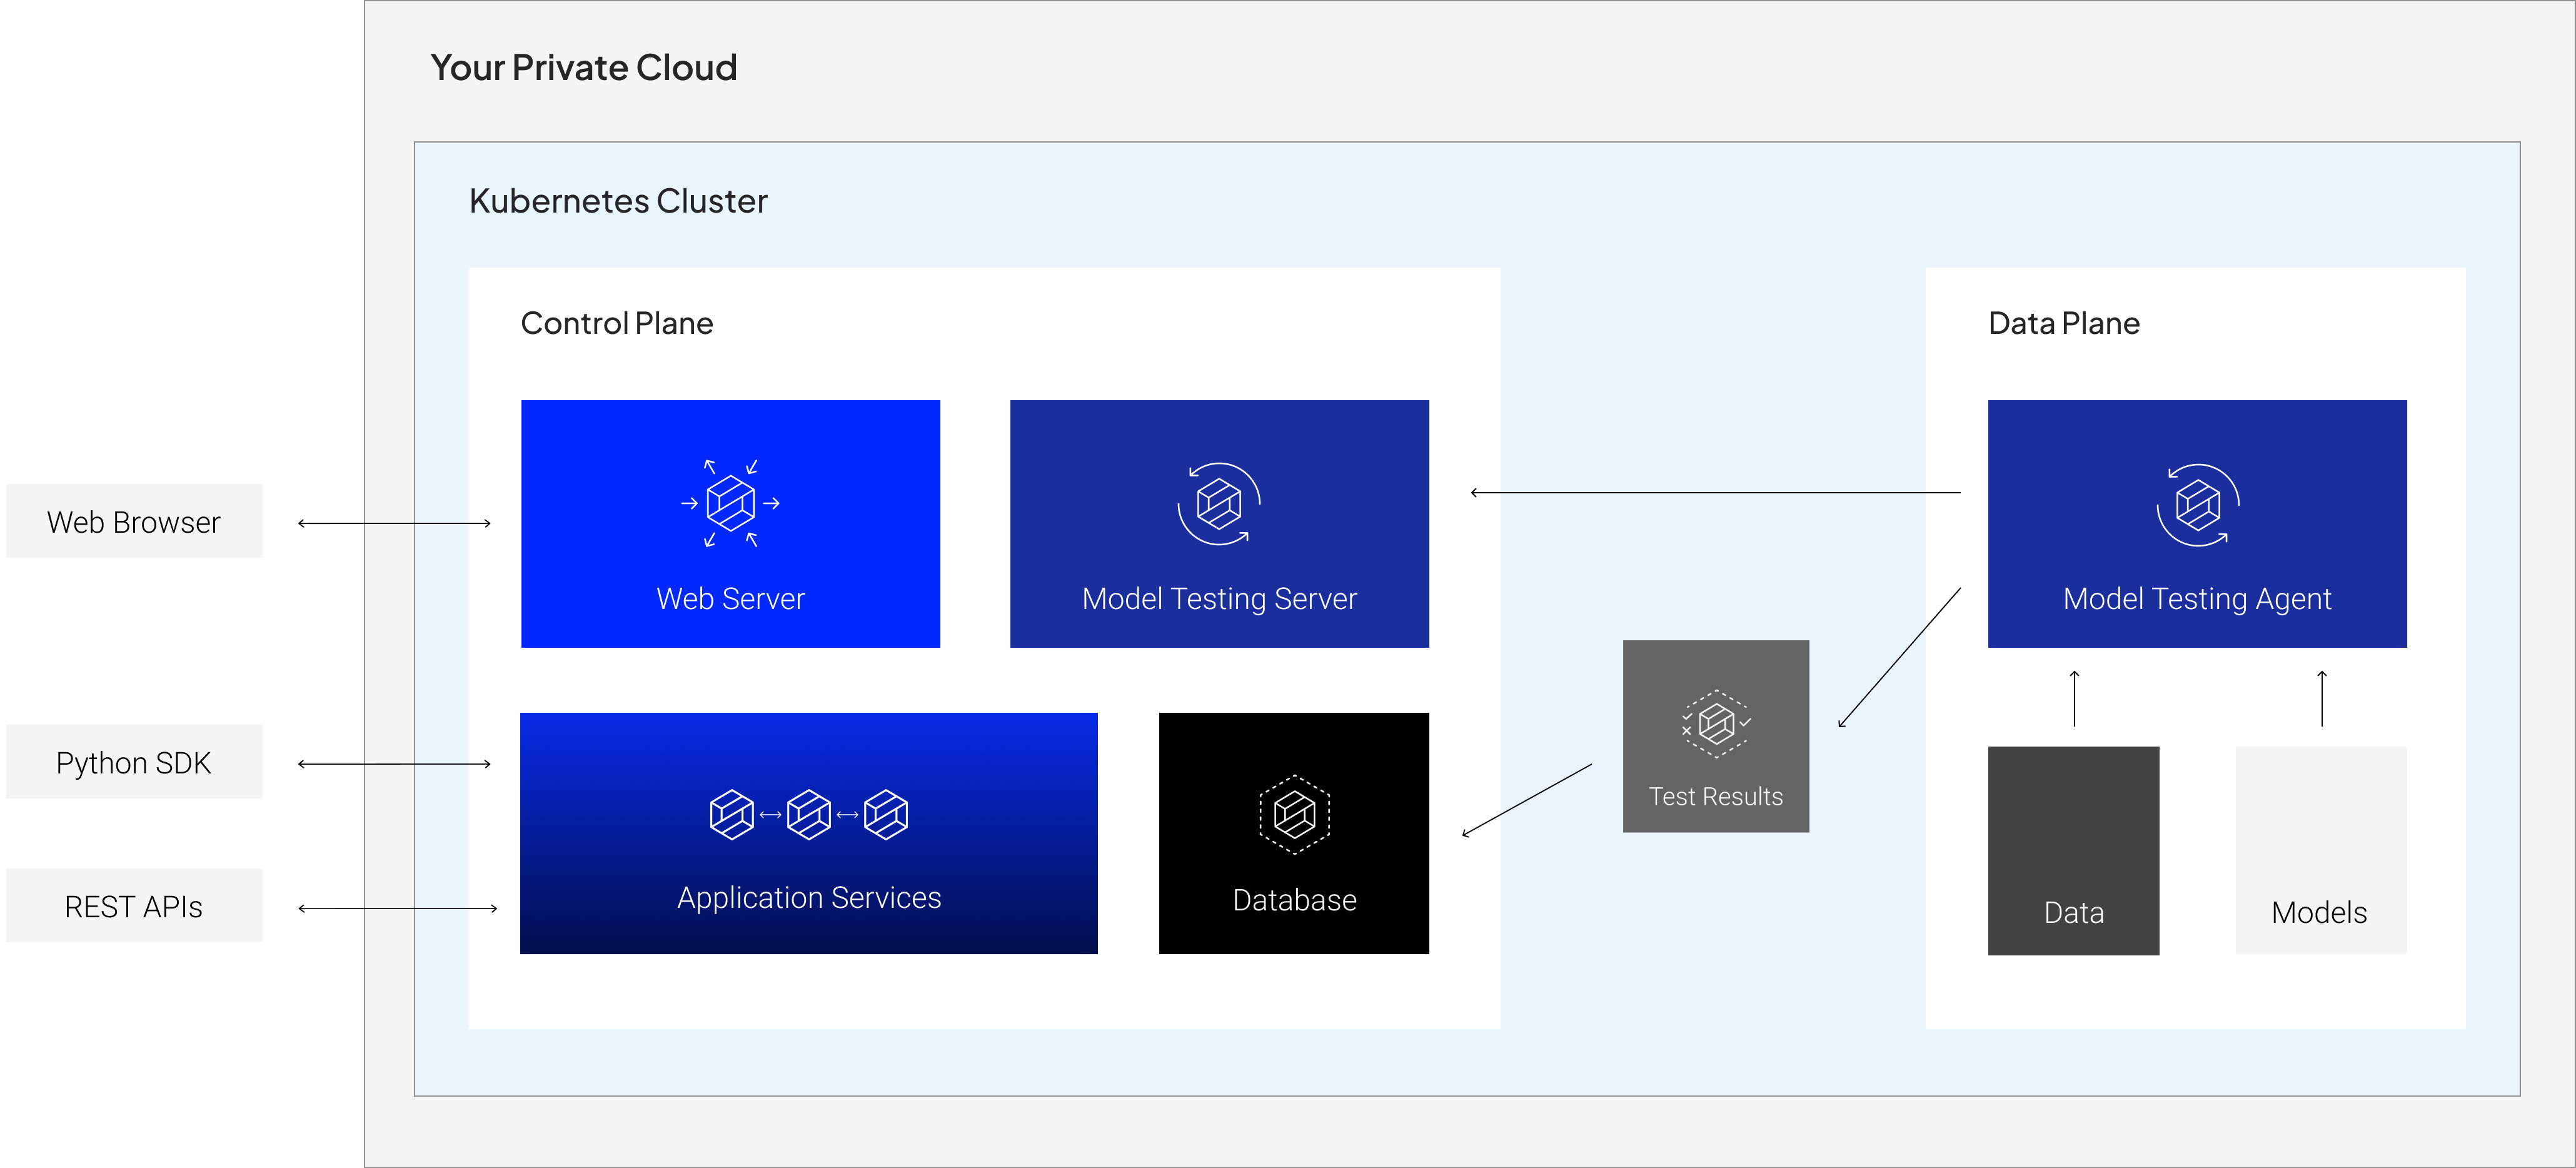 Your Private Cloud
Kubernetes Cluster
Control Plane
Data Plane
Web Browser
Web Server
Model Testing Server
Model Testing Agent
Python SDK
Test Results
REST APIs
Application Services
Database
Data
Models